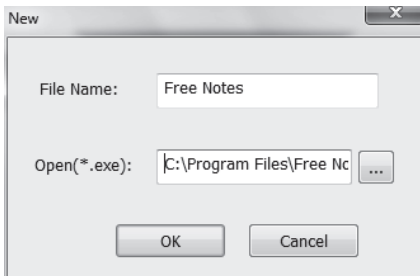 New
x
File Name: Free Notes
Open(*.exe): C:\Program Files\Free Nc ...
OK Cancel